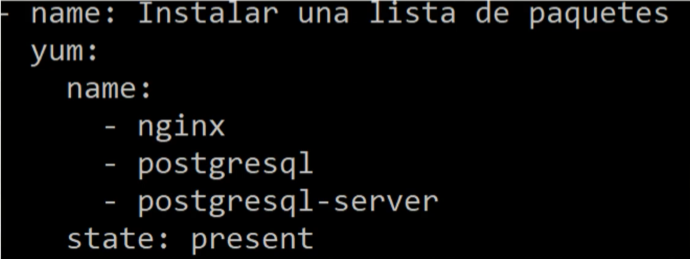 - name: Instalar una lista de paquetes
yum:
name:
- nginx
- postgresql
- postgresql-server
state: present